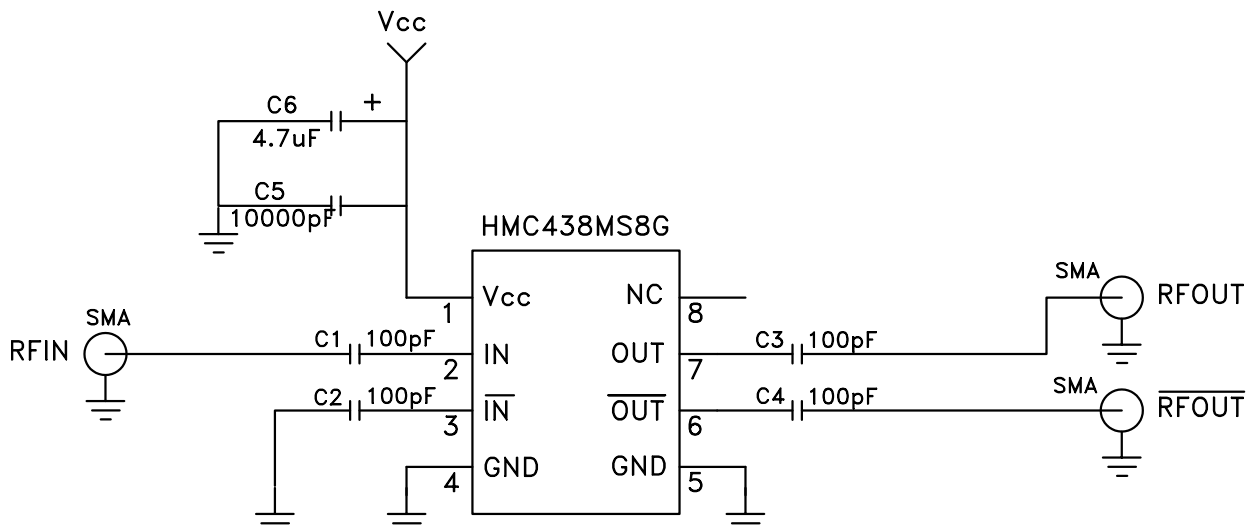 Vcc
C6
+
4.7uF
C5
10000pF
+
HMC438MS8G
Vcc
1
NC
8
SMA
RFOUT
SMA
RFIN
C1 100pF
IN
2
OUT
7
C3 100pF
C2 100pF
IN
3
OUT
6
C4 100pF
SMA
RFOUT
GND
4
GND
5